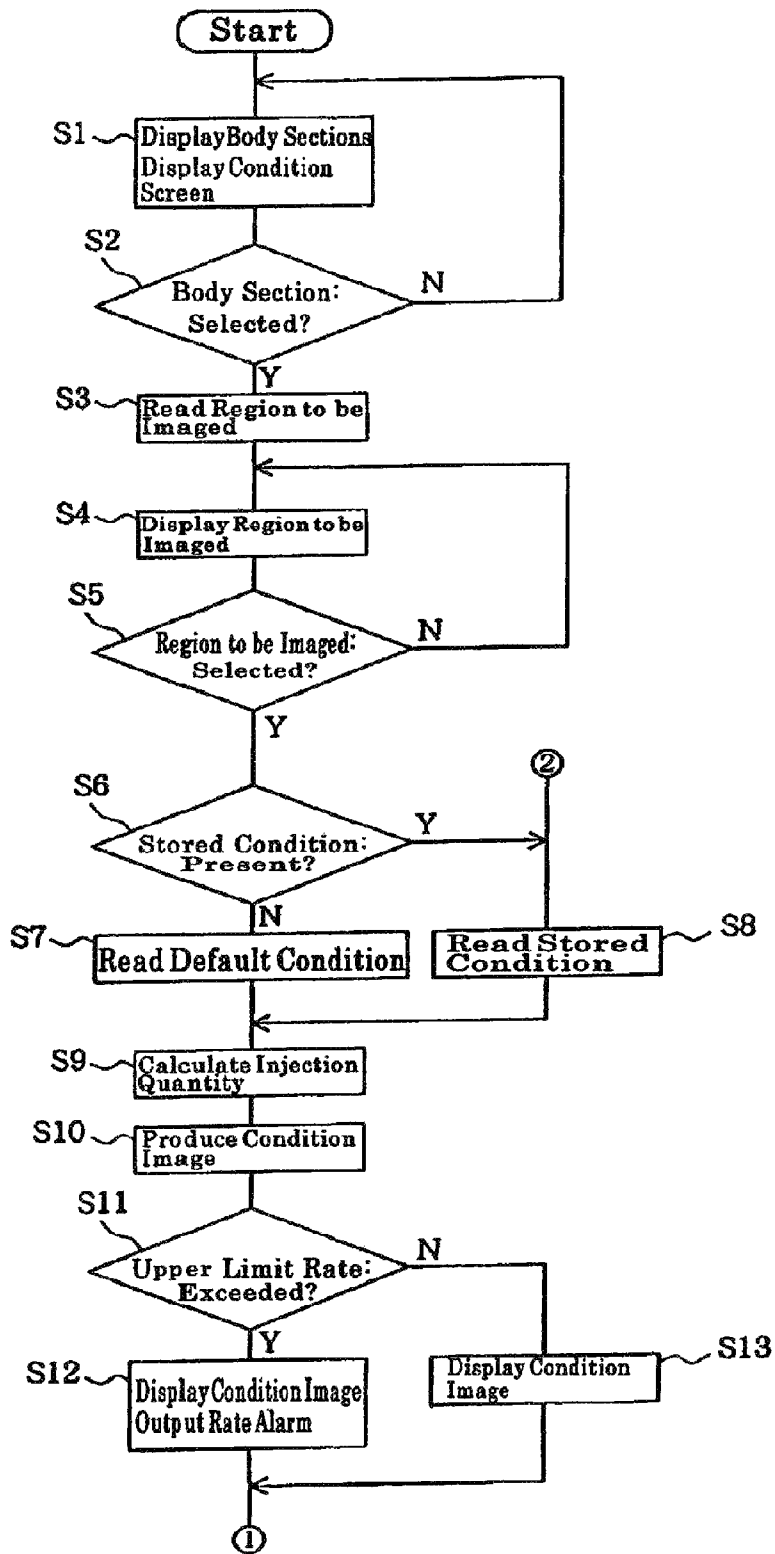 Start
S1
Display Body Sections
Display Condition
Screen
S2
Body Section:
Selected?
N
Y
S3
Read Region to be
Imaged
S4
Display Region to be
Imaged
S5
Region to be Imaged:
Selected?
N
Y
②
S6
Stored Condition:
Present?
Y
N
S7
Read Default Condition
S8
Read Stored
Condition
S9
Calculate Injection
Quantity
S10
Produce Condition
Image
S11
Upper Limit Rate:
Exceeded?
N
Y
S12
Display Condition Image
Output Rate Alarm
S13
Display Condition
Image
①